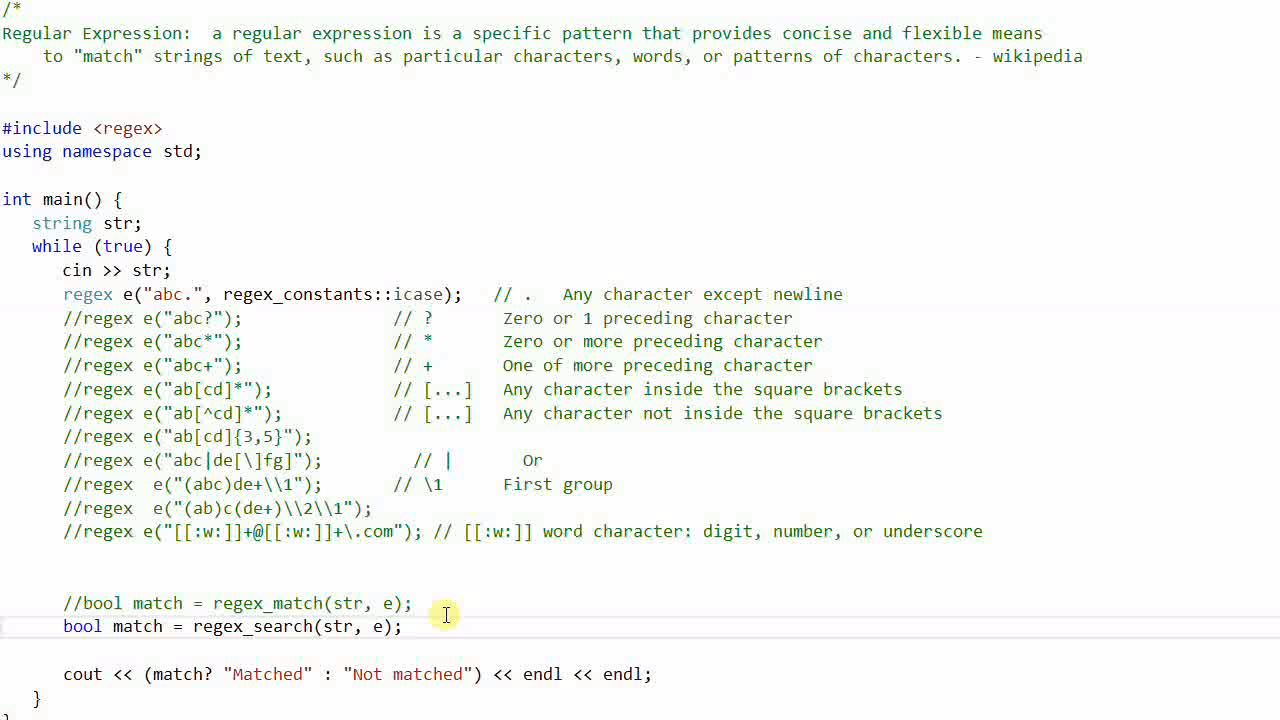 /*
Regular Expression:  a regular expression is a specific pattern that provides concise and flexible means
    to "match" strings of text, such as particular characters, words, or patterns of characters. - wikipedia
*/
#include <regex>
using namespace std;
int main() {
   string str;
   while (true) {
      cin >> str;
      regex e("abc.", regex_constants::icase);   // .   Any character except newline
      //regex e("abc?");               // ?       Zero or 1 preceding character
      //regex e("abc*");               // *       Zero or more preceding character
      //regex e("abc+");               // +       One of more preceding character
      //regex e("ab[cd]*");            // [...]   Any character inside the square brackets
      //regex e("ab[^cd]*");           // [...]   Any character not inside the square brackets
      //regex e("ab[cd]{3,5}");
      //regex e("abc|de[\]fg]");         // |       Or
      //regex  e("(abc)de+\\1");       // \1      First group
      //regex  e("(ab)c(de+)\\2\\1");
      //regex e("[[:w:]]+@[[:w:]]+\.com"); // [[:w:]] word character: digit, number, or underscore
      //bool match = regex_match(str, e);
      bool match = regex_search(str, e);
      cout << (match? "Matched" : "Not matched") << endl << endl;
   }
}